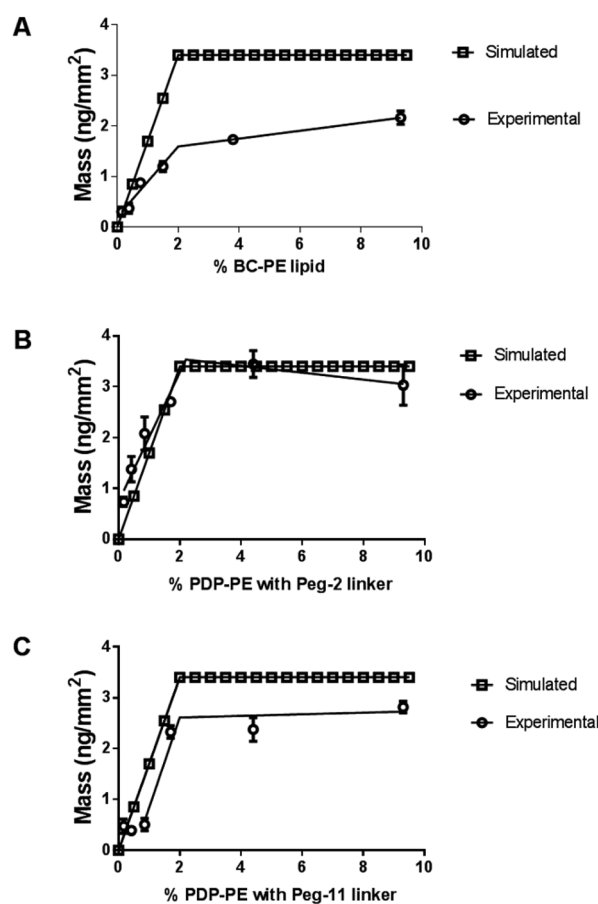 A
Mass (ng/mm²)
4
3
2
1
0
0 2 4 6 8 10
% BC-PE lipid
Simulated
Experimental
B
Mass (ng/mm²)
4
3
2
1
0
0 2 4 6 8 10
% PDP-PE with Peg-2 linker
Simulated
Experimental
C
Mass (ng/mm²)
4
3
2
1
0
0 2 4 6 8 10
% PDP-PE with Peg-11 linker
Simulated
Experimental